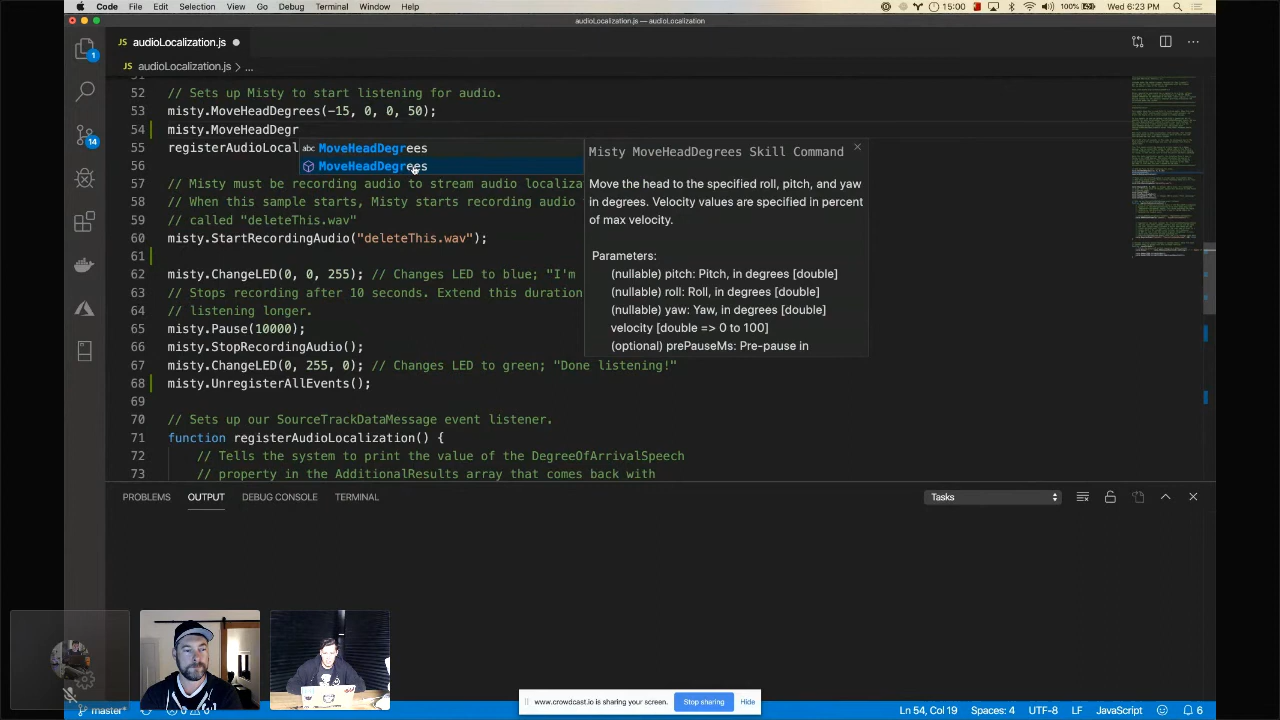 Code File Edit Selection View Go Debug Terminal Window Help 15:00 100% Wed 6:23 PM
audioLocalization.js — audioLocalization
JS audioLocalization.js
JS audioLocalization.js > ...
1
14
51
52 // Sets up Misty to start listening for audio.
53 misty.MoveHeadDegrees(-15, 0, 0, 50);
54 misty.MoveHeadDegr
55 registerAudioLocal
56
57 // Misty must be recording audio to stream audio localiza
58 // When this sample starts, Misty starts recording audio
59 // called "deleteThis.wav"
60 misty.StartRecordingAudio("deleteThis.wav");
61
62 misty.ChangeLED(0, 0, 255); // Changes LED to blue; "I'm
63 // Stops recording after 10 seconds. Extend this duration
64 // listening longer.
65 misty.Pause(10000);
66 misty.StopRecordingAudio();
67 misty.ChangeLED(0, 255, 0); // Changes LED to green; "Done listening!"
68 misty.UnregisterAllEvents();
69
70 // Sets up our SourceTrackDataMessage event listener.
71 function registerAudioLocalization() {
72 // Tells the system to print the value of the DegreeOfArrivalSpeech
73 // property in the AdditionalResults array that comes back with
abc MoveHeadDegrees
MoveHeadDegrees
Misty MoveHeadDegrees Skill Command
Move the head to the specified roll, pitch, and yaw
in degrees. Velocity values are specified in percent
of max velocity.
Parameters:
(nullable) pitch: Pitch, in degrees [double]
(nullable) roll: Roll, in degrees [double]
(nullable) yaw: Yaw, in degrees [double]
velocity [double => 0 to 100]
(optional) prePauseMs: Pre-pause in
PROBLEMS OUTPUT DEBUG CONSOLE TERMINAL Tasks
www.crowdcast.io is sharing your screen. Stop sharing Hide
master* Ln 54, Col 19 Spaces: 4 UTF-8 LF JavaScript 6